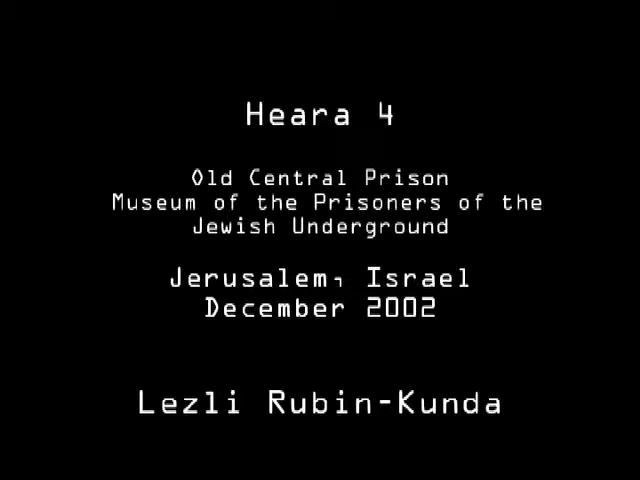 Heara 4
Old Central Prison
Museum of the Prisoners of the
Jewish Underground
Jerusalem, Israel
December 2002
Lezli Rubin-Kunda